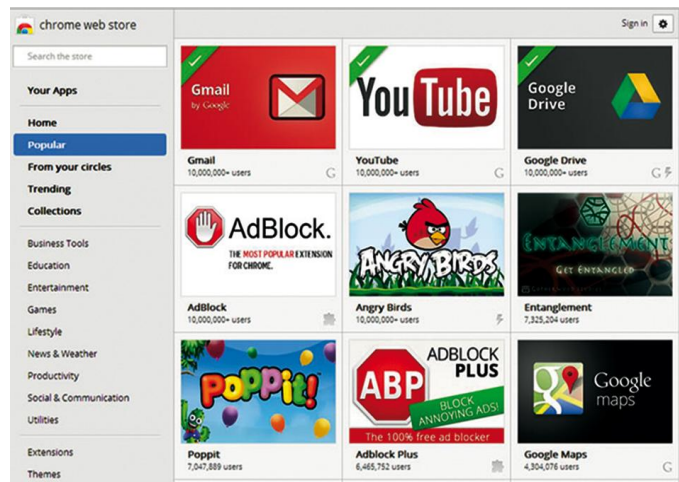 chrome web store
Sign in
Search the store
Your Apps
Home
Popular
From your circles
Trending
Collections
Business Tools
Education
Entertainment
Games
Lifestyle
News & Weather
Productivity
Social & Communication
Utilities
Extensions
Themes
Gmail
by Google
Gmail
10,000,000+ users
G
YouTube
YouTube
10,000,000+ users
G
Google
Drive
Google Drive
10,000,000+ users
G
AdBlock.
THE MOST POPULAR EXTENSION
FOR CHROME.
AdBlock
10,000,000+ users
ANGRY BIRDS
Angry Birds
10,000,000+ users
ENTANGLEMENT
GET ENTANGLED
Entanglement
7,325,204 users
Poppit!
Poppit
7,047,889 users
ADBLOCK
PLUS
ABP
BLOCK
ANNOYING ADS!
The 100% free ad blocker
Adblock Plus
6,465,752 users
Google
maps
g
Google Maps
4,304,076 users
G